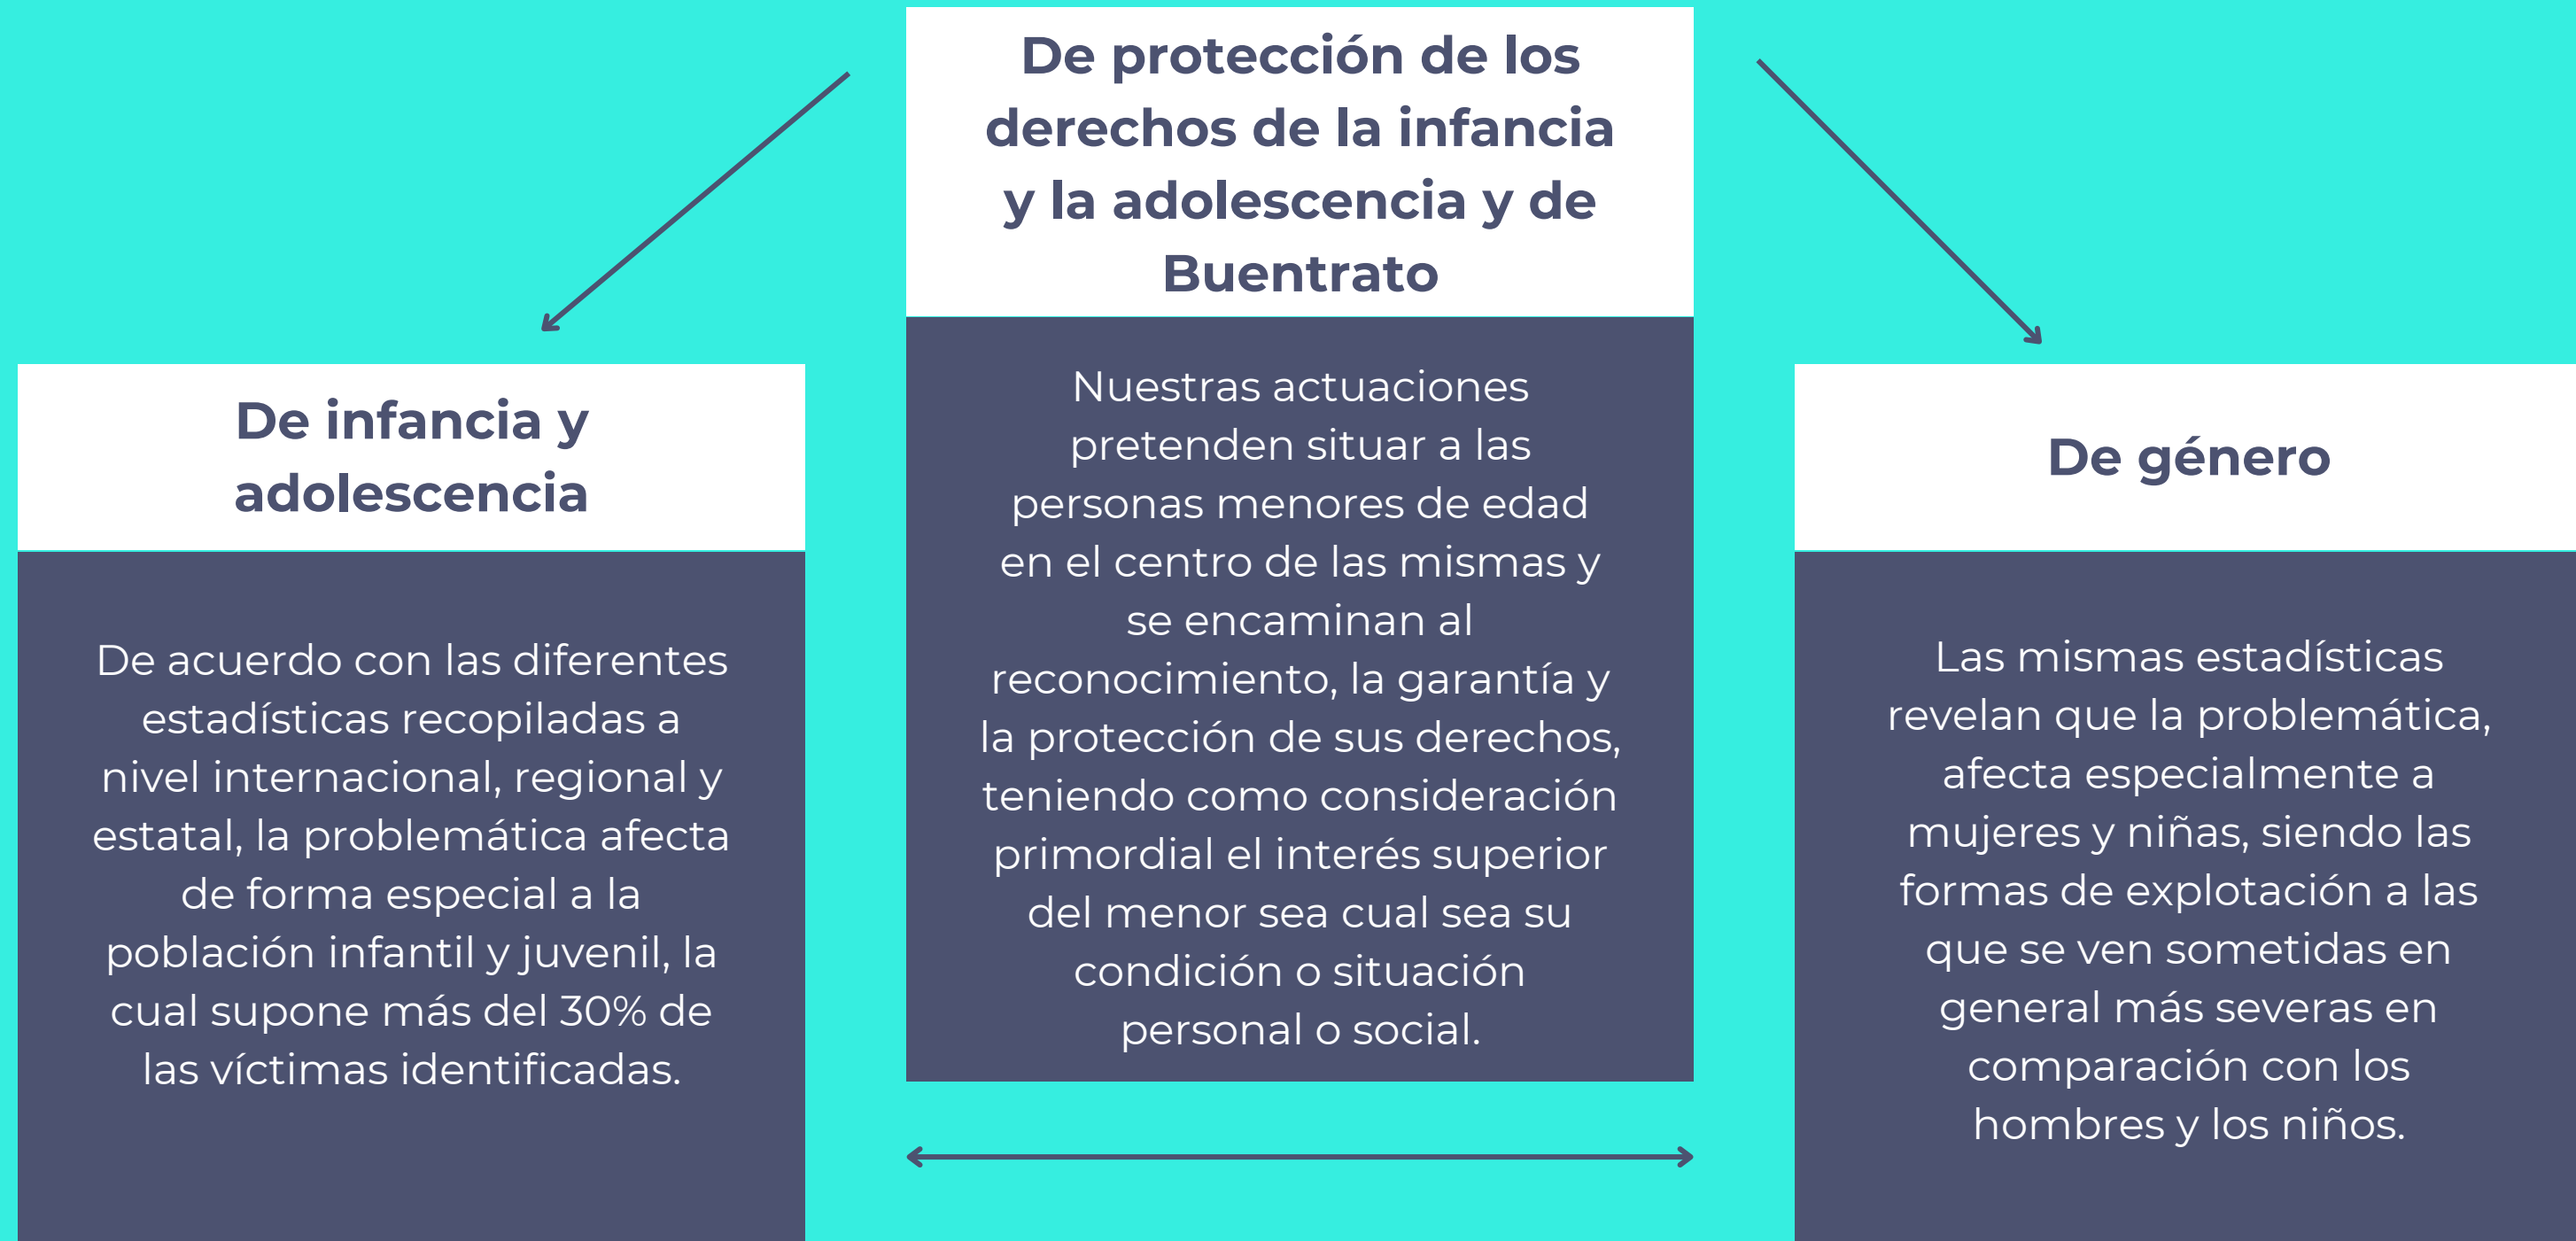 De protección de los
derechos de la infancia
y la adolescencia y de
Buentrato
Nuestras actuaciones
pretenden situar a las
personas menores de edad
en el centro de las mismas y
se encaminan al
reconocimiento, la garantía y
la protección de sus derechos,
teniendo como consideración
primordial el interés superior
del menor sea cual sea su
condición o situación
personal o social.
De infancia y
adolescencia
De acuerdo con las diferentes
estadísticas recopiladas a
nivel internacional, regional y
estatal, la problemática afecta
de forma especial a la
población infantil y juvenil, la
cual supone más del 30% de
las víctimas identificadas.
De género
Las mismas estadísticas
revelan que la problemática,
afecta especialmente a
mujeres y niñas, siendo las
formas de explotación a las
que se ven sometidas en
general más severas en
comparación con los
hombres y los niños.